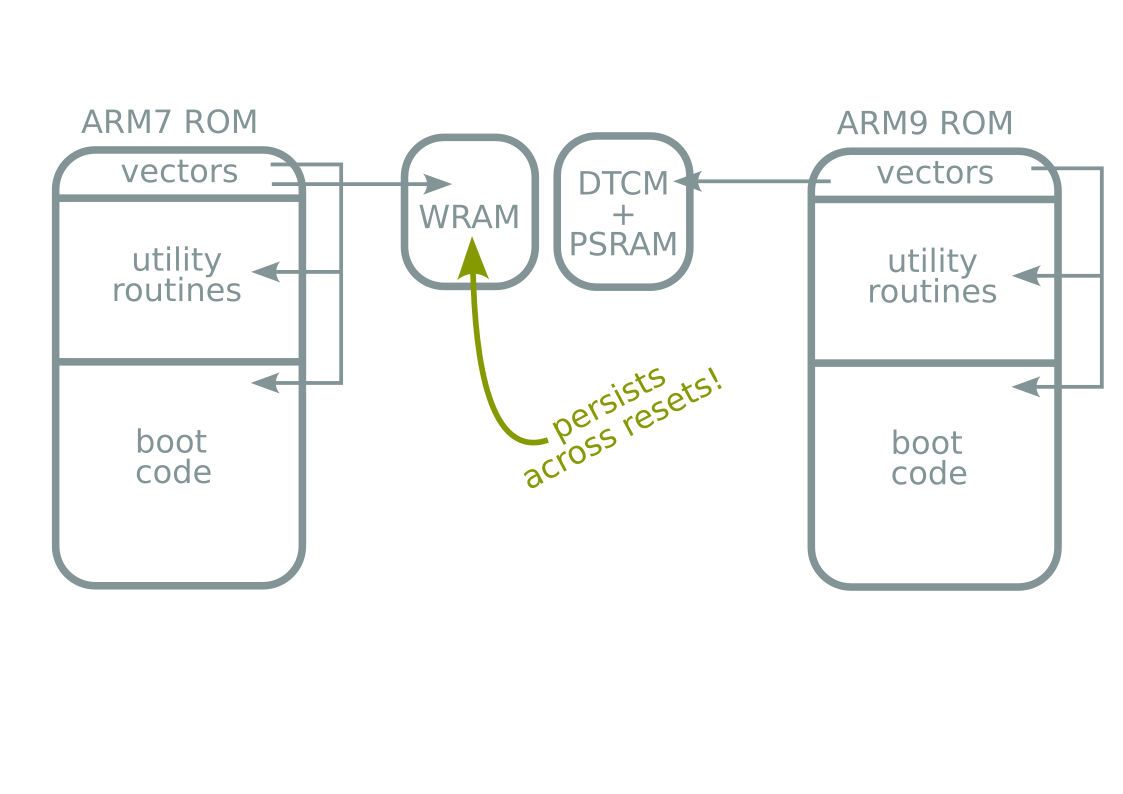 ARM7 ROM
vectors
utility
routines
boot
code
WRAM
DTCM
+
PSRAM
persists
across resets!
ARM9 ROM
vectors
utility
routines
boot
code